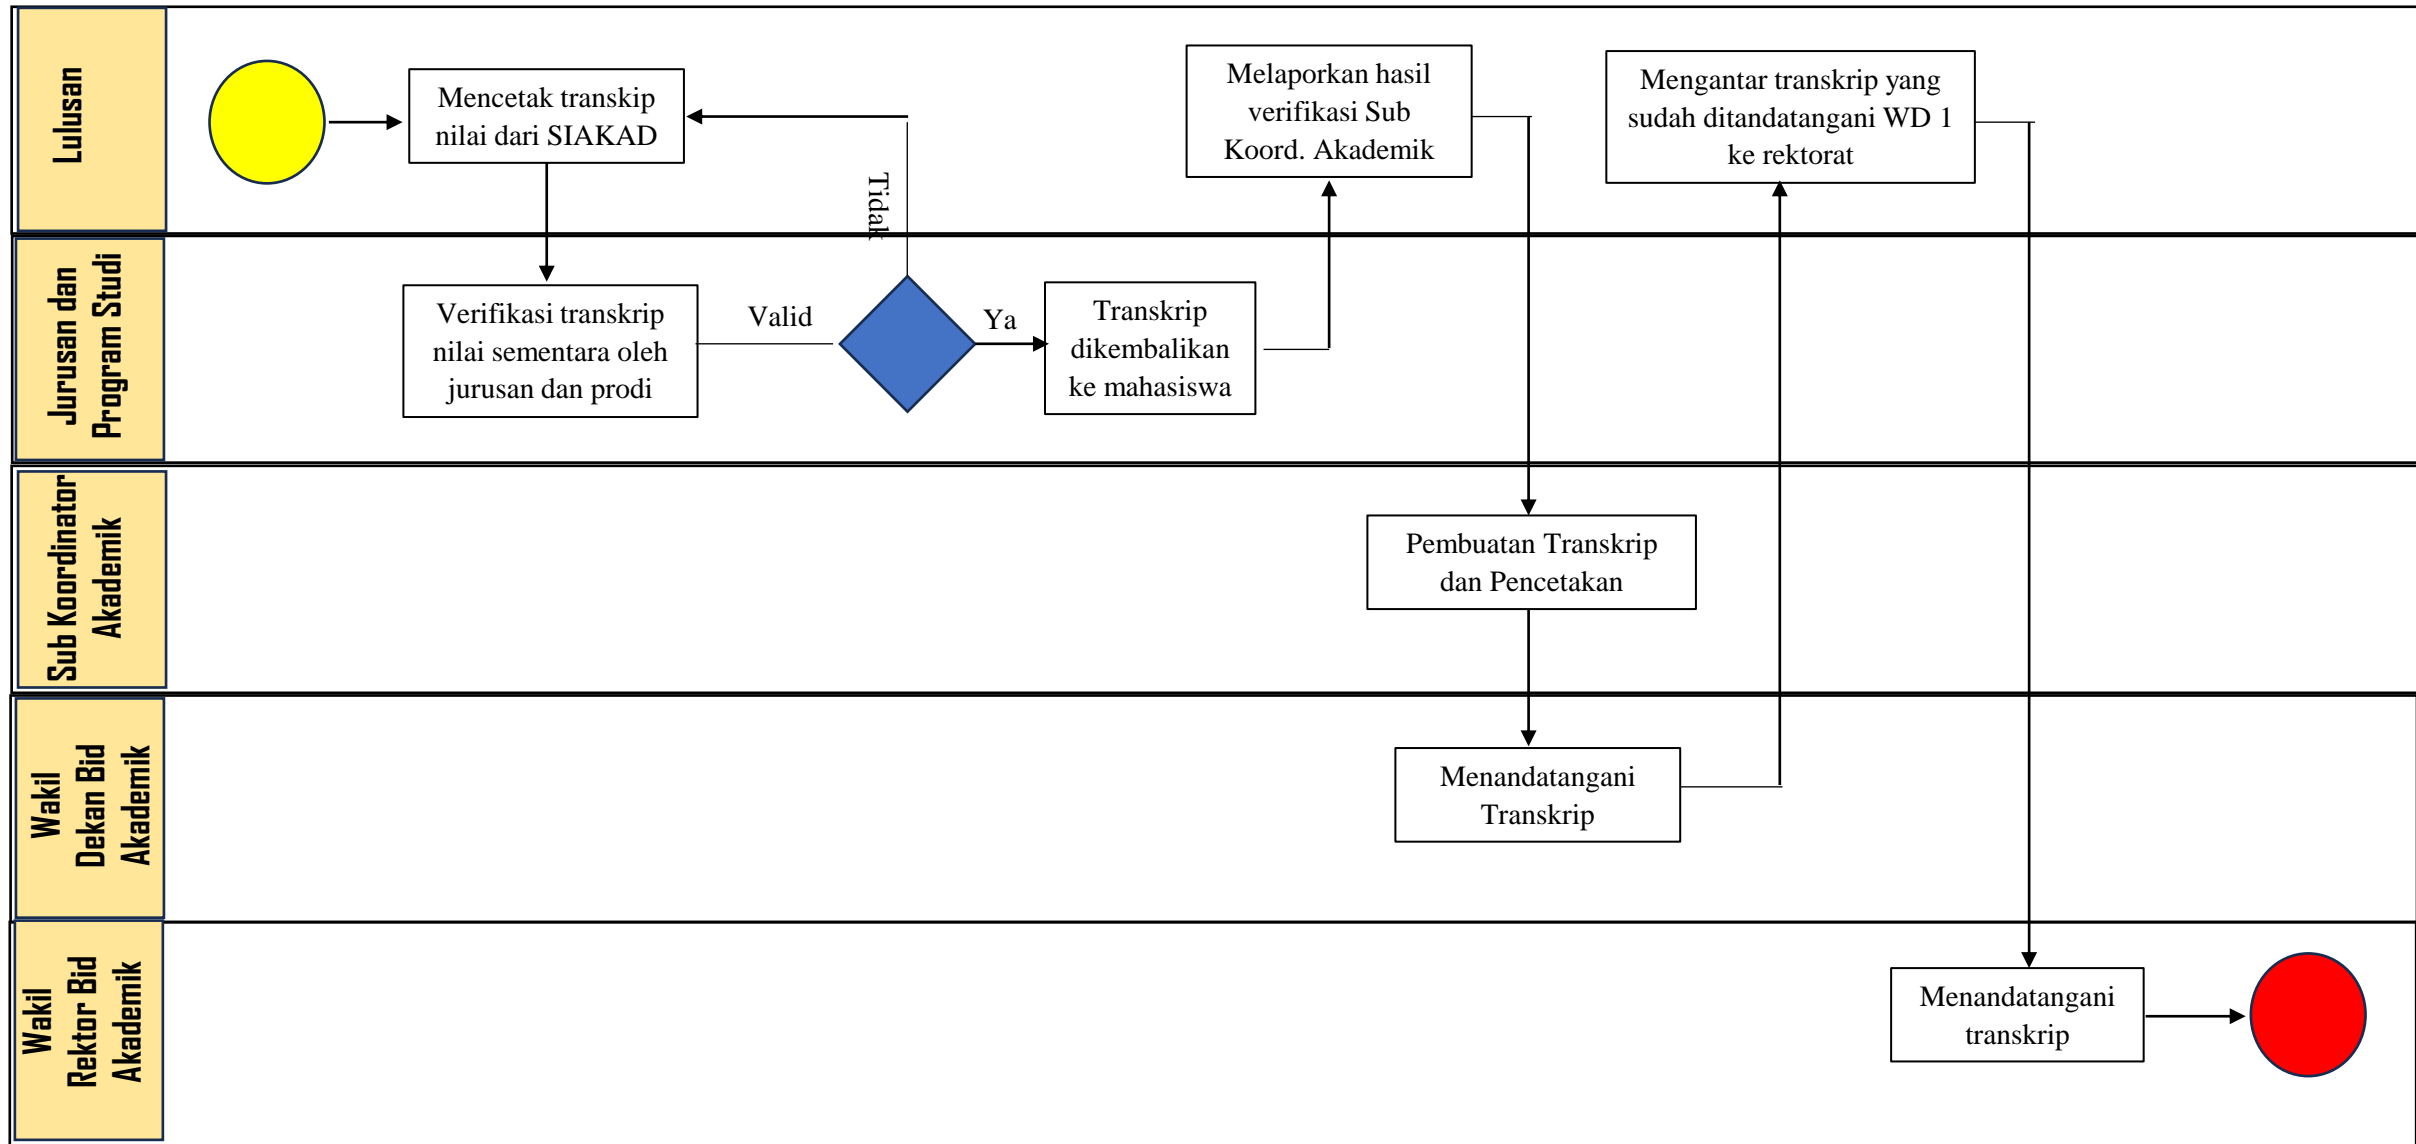 Lulusan
Mencetak transkip
nilai dari SIAKAD
Tidak
Melaporkan hasil
verifikasi Sub
Koord. Akademik
Mengantar transkrip yang
sudah ditandatangani WD 1
ke rektorat
Jurusan dan
Program Studi
Verifikasi transkrip
nilai sementara oleh
jurusan dan prodi
Valid
Ya
Transkrip
dikembalikan
ke mahasiswa
Sub Koordinator
Akademik
Pembuatan Transkrip
dan Pencetakan
Wakil
Dekan Bid
Akademik
Menandatangani
Transkrip
Wakil
Rektor Bid
Akademik
Menandatangani
transkrip